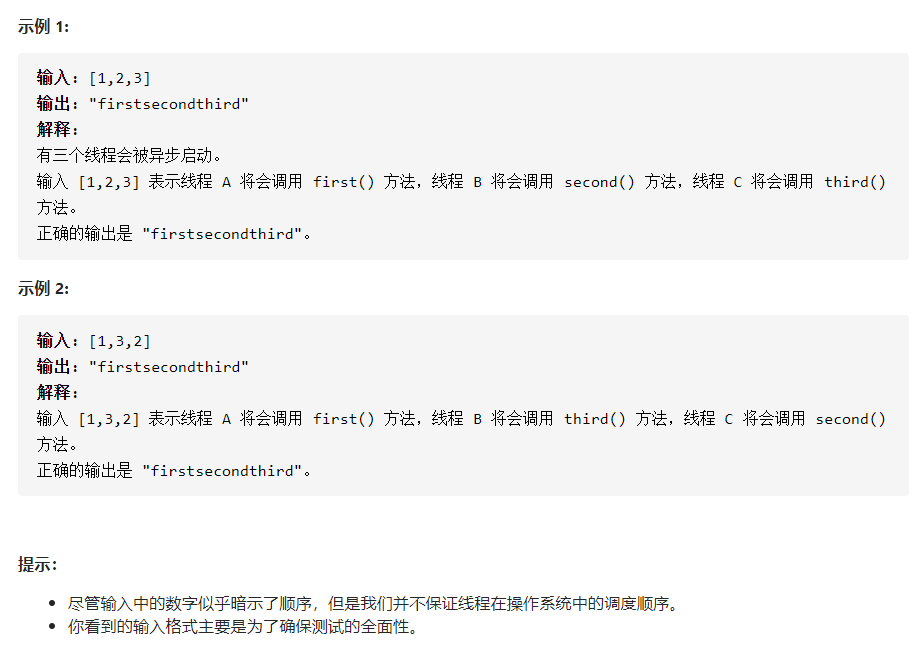 示例 1:
输入：[1,2,3]
输出："firstsecondthird"
解释：
有三个线程会被异步启动。
输入 [1,2,3] 表示线程 A 将会调用 first() 方法，线程 B 将会调用 second() 方法，线程 C 将会调用 third()
方法。
正确的输出是 "firstsecondthird"。
示例 2:
输入：[1,3,2]
输出："firstsecondthird"
解释：
输入 [1,3,2] 表示线程 A 将会调用 first() 方法，线程 B 将会调用 third() 方法，线程 C 将会调用 second()
方法。
正确的输出是 "firstsecondthird"。
提示：
• 尽管输入中的数字似乎暗示了顺序，但是我们并不保证线程在操作系统中的调度顺序。
• 你看到的输入格式主要是为了确保测试的全面性。